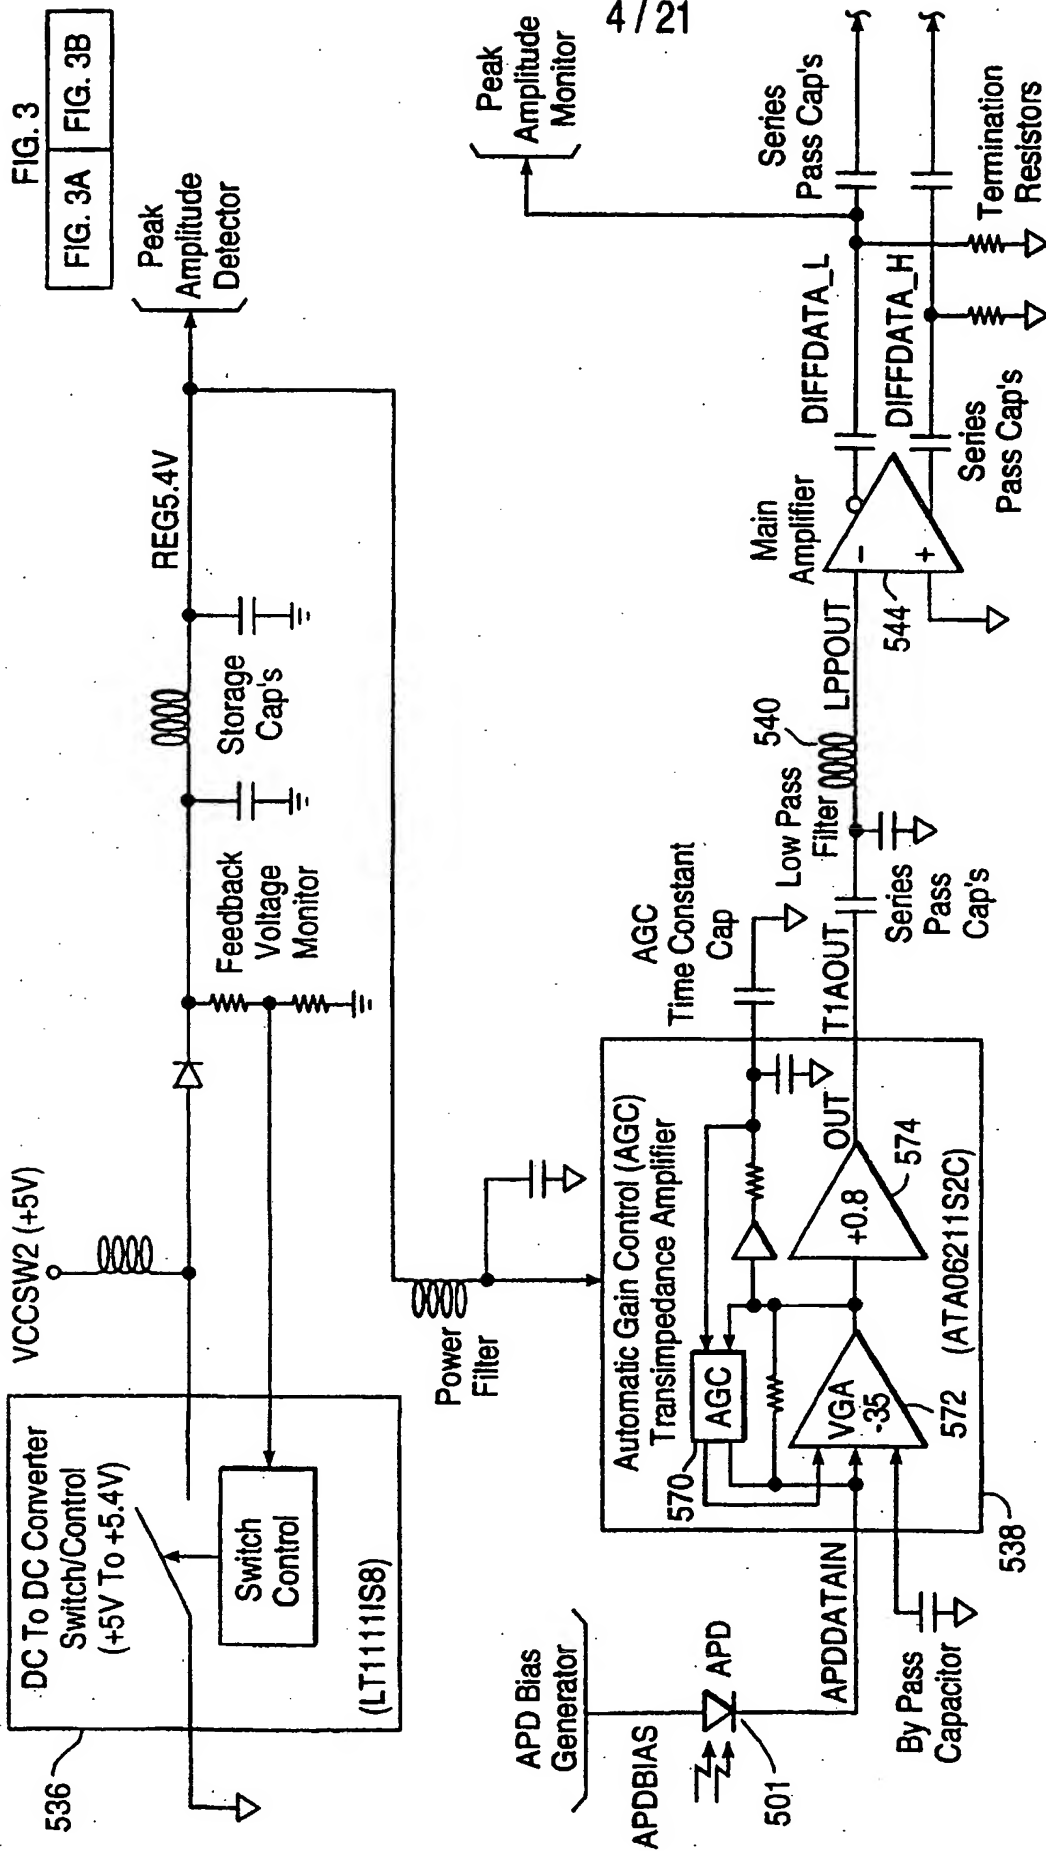 4/21
FIG. 3
FIG. 3A
FIG. 3B
536
DC To DC Converter
Switch/Control
(+5V To +5.4V)
Switch
Control
(LT1111IS8)
VCCSW2 (+5V)
Feedback
Voltage
Monitor
Storage
Cap's
REG5.4V
Peak
Amplitude
Detector
Power
Filter
Peak
Amplitude
Monitor
APD Bias
Generator
APDBIAS
APD
501
APDDATAIN
By Pass
Capacitor
538
Automatic Gain Control (AGC)
Transimpedance Amplifier
AGC
570
VGA
-35
572
+0.8
574
OUT
(ATA06211S2C)
AGC
Time Constant
Cap
T1AOUT
Series
Pass
Cap's
Low Pass
Filter
540
LPPOUT
Main
Amplifier
-
+
544
DIFFDATA_L
DIFFDATA_H
Series
Pass Cap's
Series
Pass Cap's
Termination
Resistors